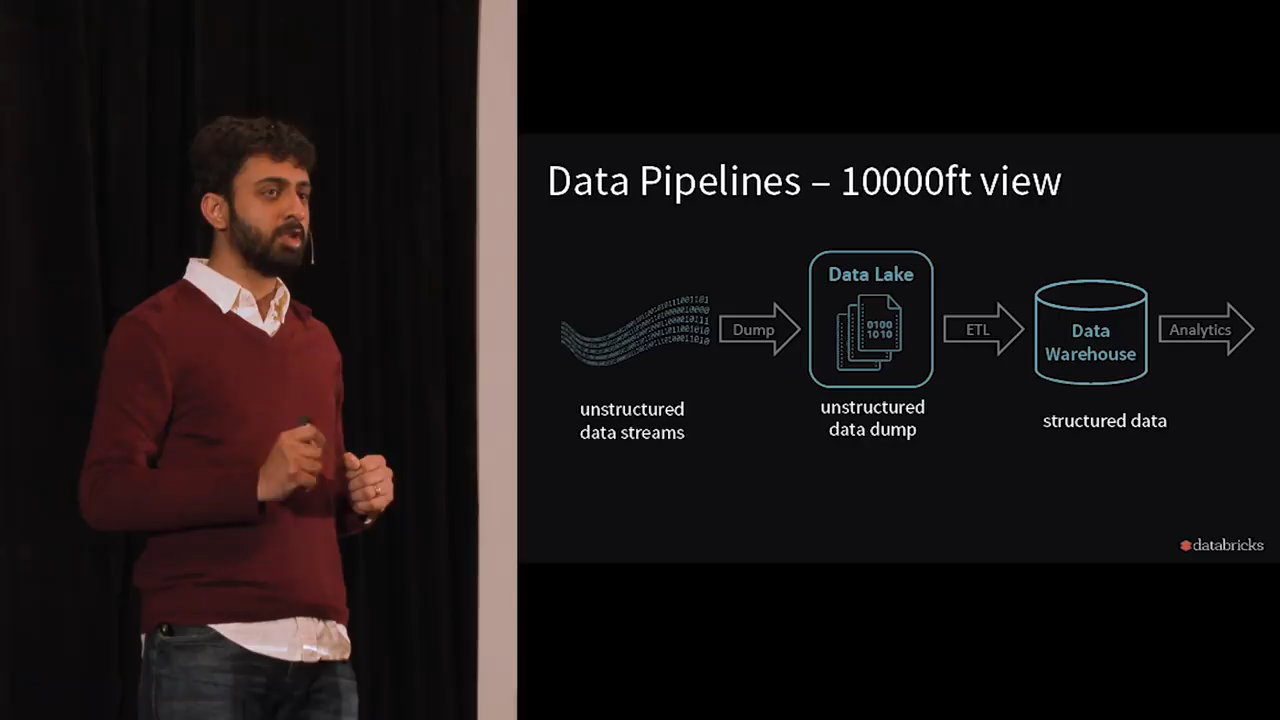 Data Pipelines – 10000ft view
Data Lake
0100
1010
Dump
ETL
Data
Warehouse
Analytics
unstructured
data streams
unstructured
data dump
structured data
databricks